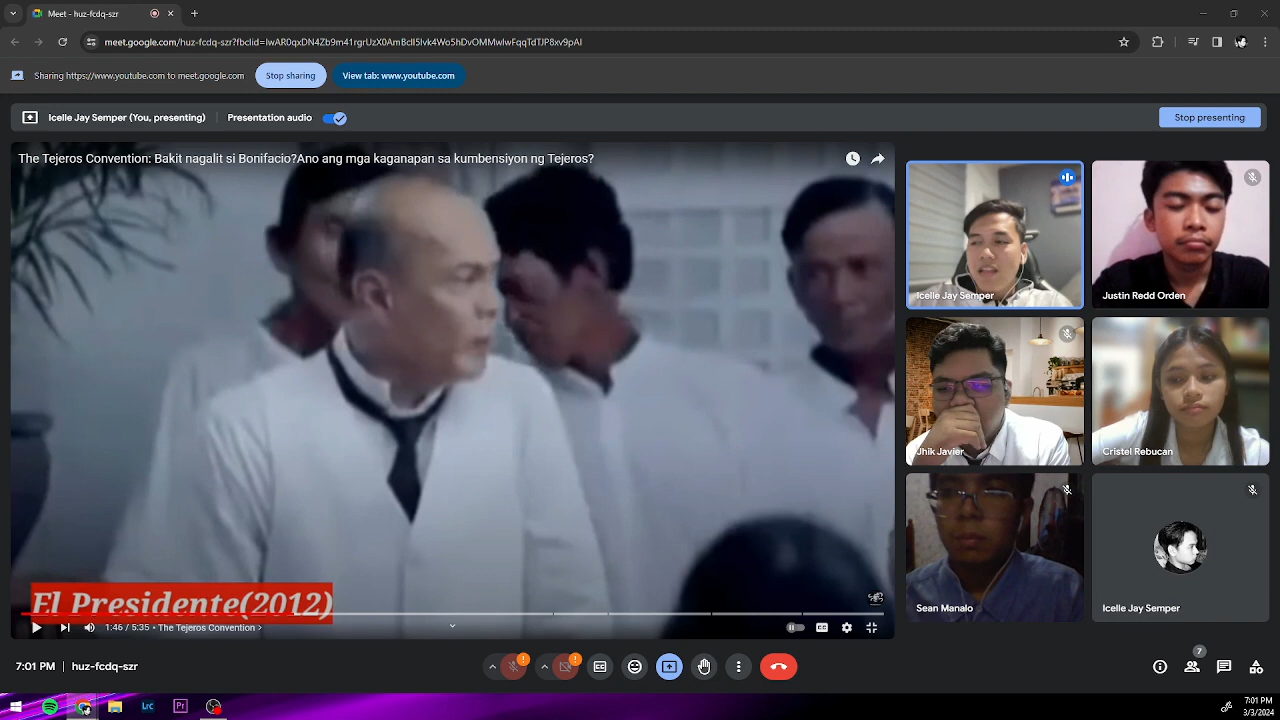 Meet - huz-fcdq-szr
meet.google.com/huz-fcdq-szr?fbclid=IwAR0qxDN4Zb9m41rgrUzX0AmBcII5Ivk4Wo5hDvOMMwIwFqqTdTJP8xv9pAI
Sharing https://www.youtube.com to meet.google.com
Stop sharing
View tab: www.youtube.com
Icelle Jay Semper (You, presenting)
Presentation audio
Stop presenting
The Tejeros Convention: Bakit nagalit si Bonifacio?Ano ang mga kaganapan sa kumbensiyon ng Tejeros?
Icelle Jay Semper
Justin Redd Orden
Jhik Javier
Cristel Rebucan
Sean Manalo
Icelle Jay Semper
El Presidente(2012)
1:46 / 5:35 • The Tejeros Convention >
7:01 PM | huz-fcdq-szr
7
Lrc
Pr
7:01 PM
3/3/2024